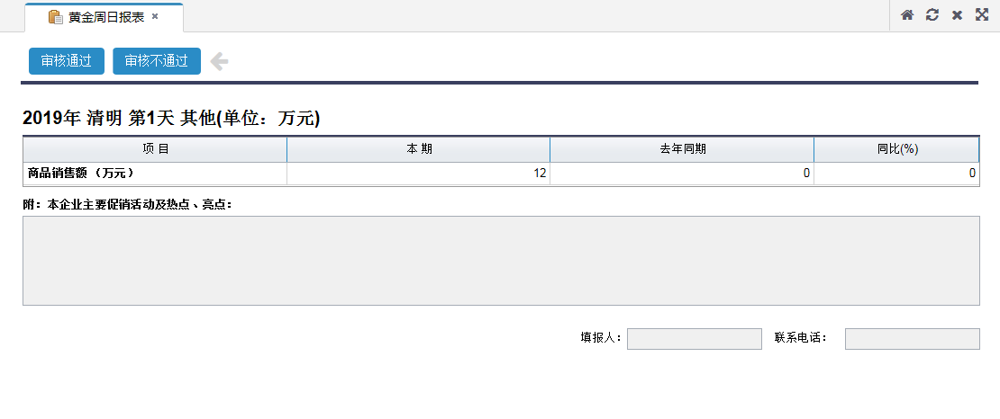 黄金周日报表
审核通过 审核不通过
2019年 清明 第1天 其他(单位：万元)
项 目 本 期 去年同期 同比(%)
商品销售额 （万元） 12 0 0
附：本企业主要促销活动及热点、亮点：
填报人： 联系电话：